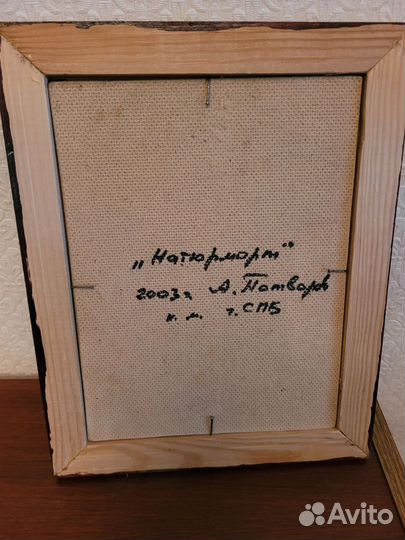 „Натюрморт"
2003г. А. Потворов
к. м. г. СПБ
Avito